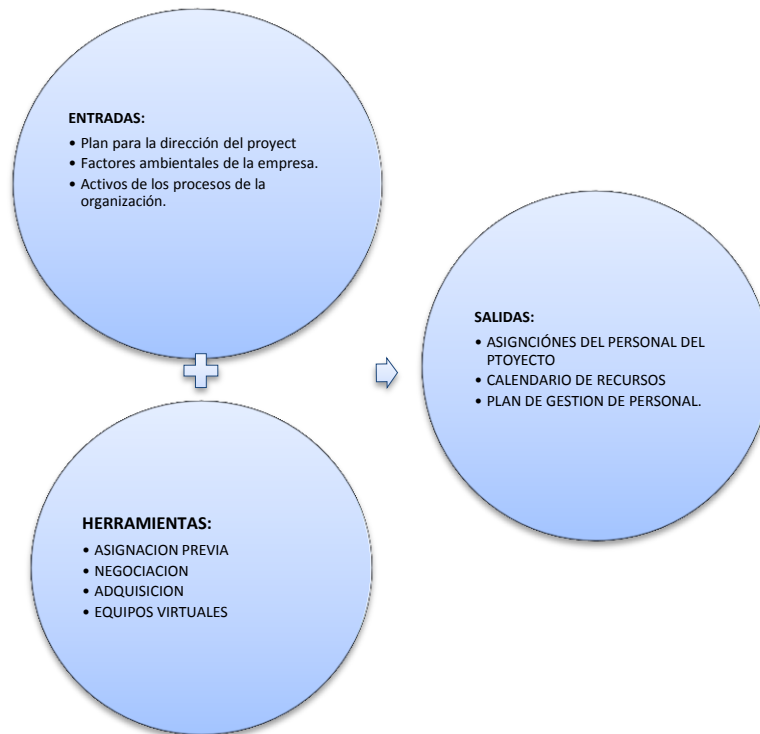 ENTRADAS:
• Plan para la dirección del proyect
• Factores ambientales de la empresa.
• Activos de los procesos de la
organización.
HERRAMIENTAS:
• ASIGNACION PREVIA
• NEGOCIACION
• ADQUISICION
• EQUIPOS VIRTUALES
SALIDAS:
• ASIGNCIÓNES DEL PERSONAL DEL
PTOYECTO
• CALENDARIO DE RECURSOS
• PLAN DE GESTION DE PERSONAL.